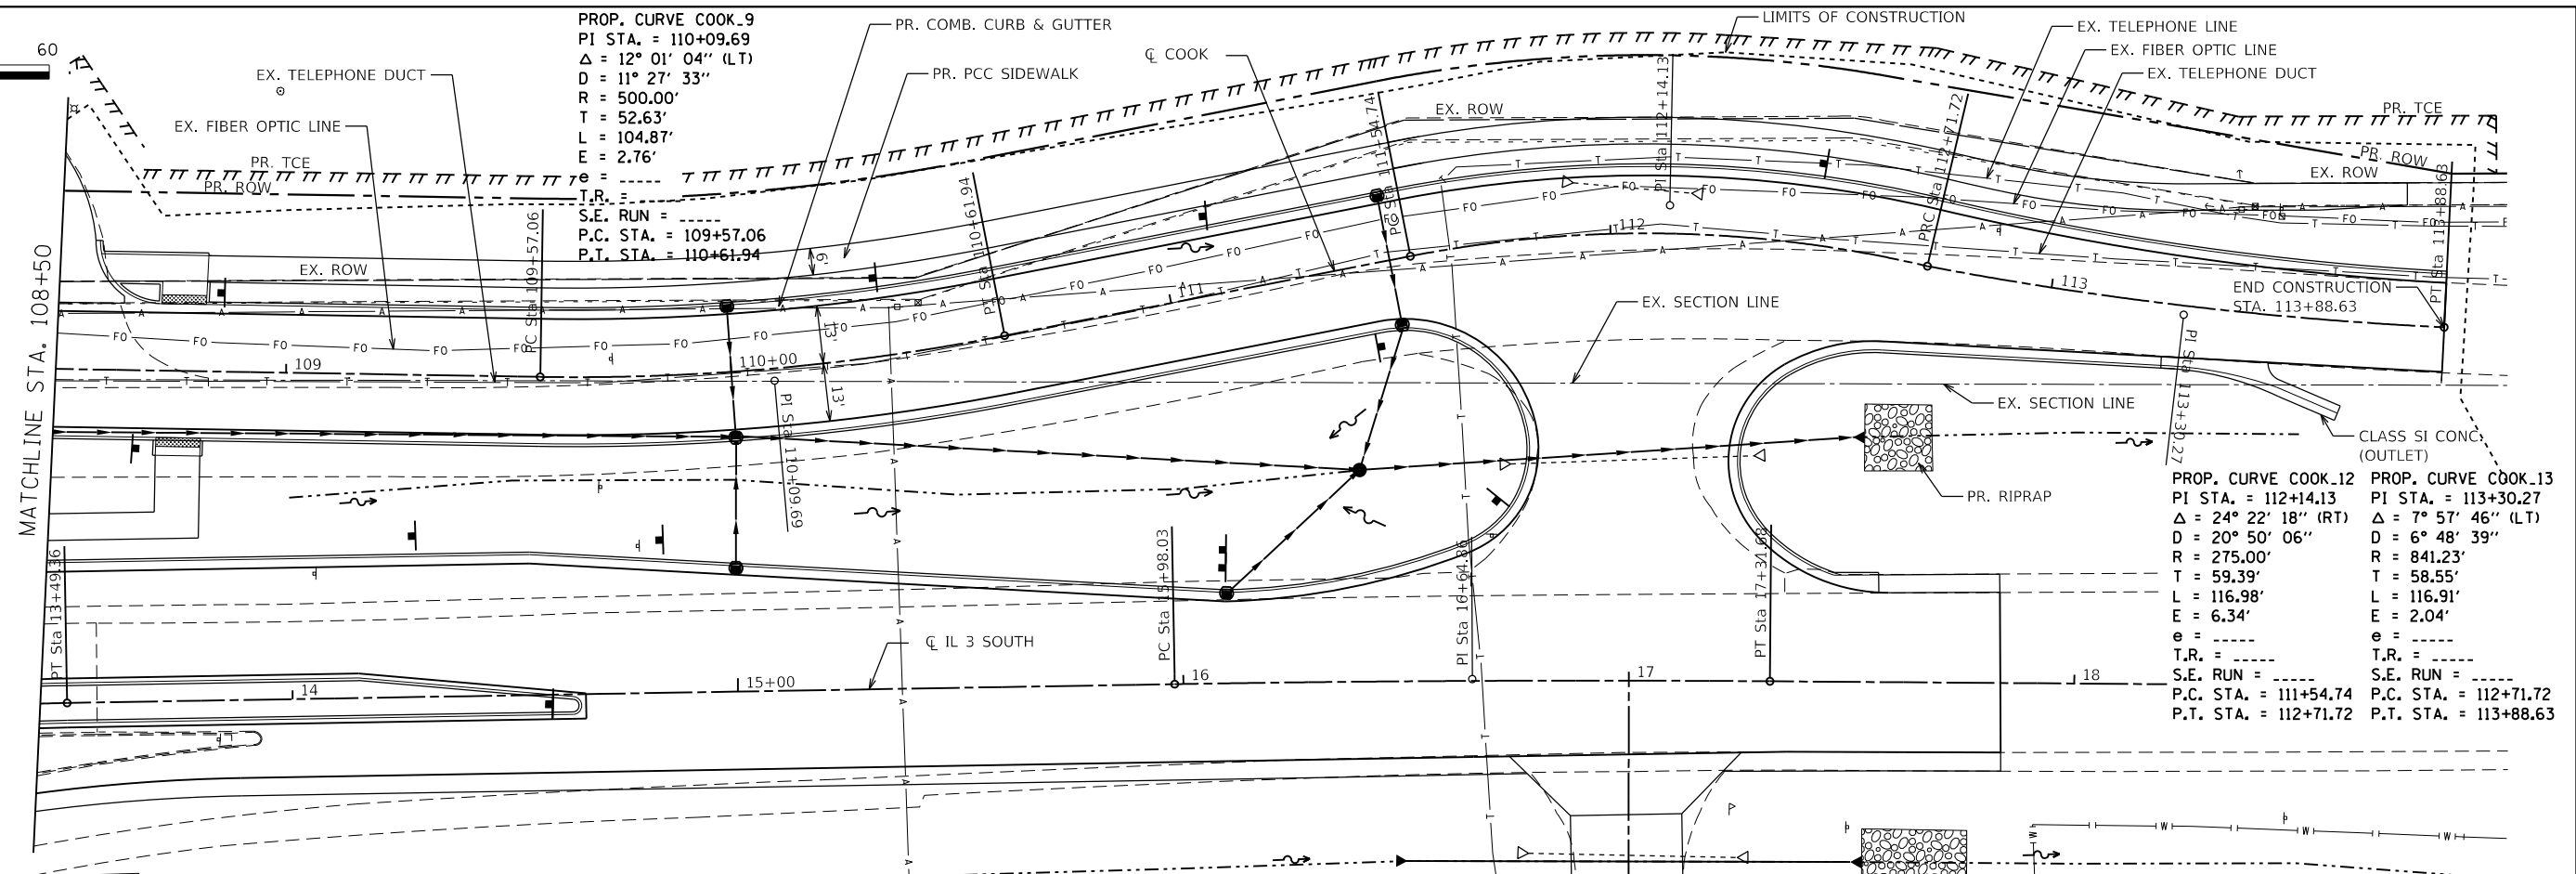 60
PROP. CURVE COOK_9
PI STA. = 110+09.69
Δ = 12° 01' 04" (LT)
D = 11° 27' 33"
R = 500.00'
T = 52.63'
L = 104.87'
E = 2.76'
e = -----
T.R. =
S.E. RUN = -----
P.C. STA. = 109+57.06
P.T. STA. = 110+61.94
PR. COMB. CURB & GUTTER
PR. PCC SIDEWALK
℄ COOK
LIMITS OF CONSTRUCTION
EX. TELEPHONE LINE
EX. FIBER OPTIC LINE
EX. TELEPHONE DUCT
EX. TELEPHONE DUCT
EX. FIBER OPTIC LINE
PR. TCE
PR. ROW
EX. ROW
EX. ROW
PR. TCE
PR. ROW
EX. ROW
MATCHLINE STA. 108+50
PC Sta 109+57.06
PT Sta 110+61.94
PC Sta 111+54.74
PI Sta 112+14.13
PRC Sta 112+71.72
PT Sta 113+88.63
6'
13'
13'
109
110+00
111
112
113
PI Sta 110+09.69
PI Sta 113+30.27
END CONSTRUCTION
STA. 113+88.63
EX. SECTION LINE
EX. SECTION LINE
CLASS SI CONC.
(OUTLET)
PR. RIPRAP
PROP. CURVE COOK_12
PI STA. = 112+14.13
Δ = 24° 22' 18" (RT)
D = 20° 50' 06"
R = 275.00'
T = 59.39'
L = 116.98'
E = 6.34'
e = -----
T.R. = -----
S.E. RUN = -----
P.C. STA. = 111+54.74
P.T. STA. = 112+71.72
PROP. CURVE COOK_13
PI STA. = 113+30.27
Δ = 7° 57' 46" (LT)
D = 6° 48' 39"
R = 841.23'
T = 58.55'
L = 116.91'
E = 2.04'
e = -----
T.R. = -----
S.E. RUN = -----
P.C. STA. = 112+71.72
P.T. STA. = 113+88.63
PT Sta 113+49.36
PC Sta 15+98.03
PI Sta 16+64.86
PT Sta 17+31.68
℄ IL 3 SOUTH
14
15+00
16
17
18